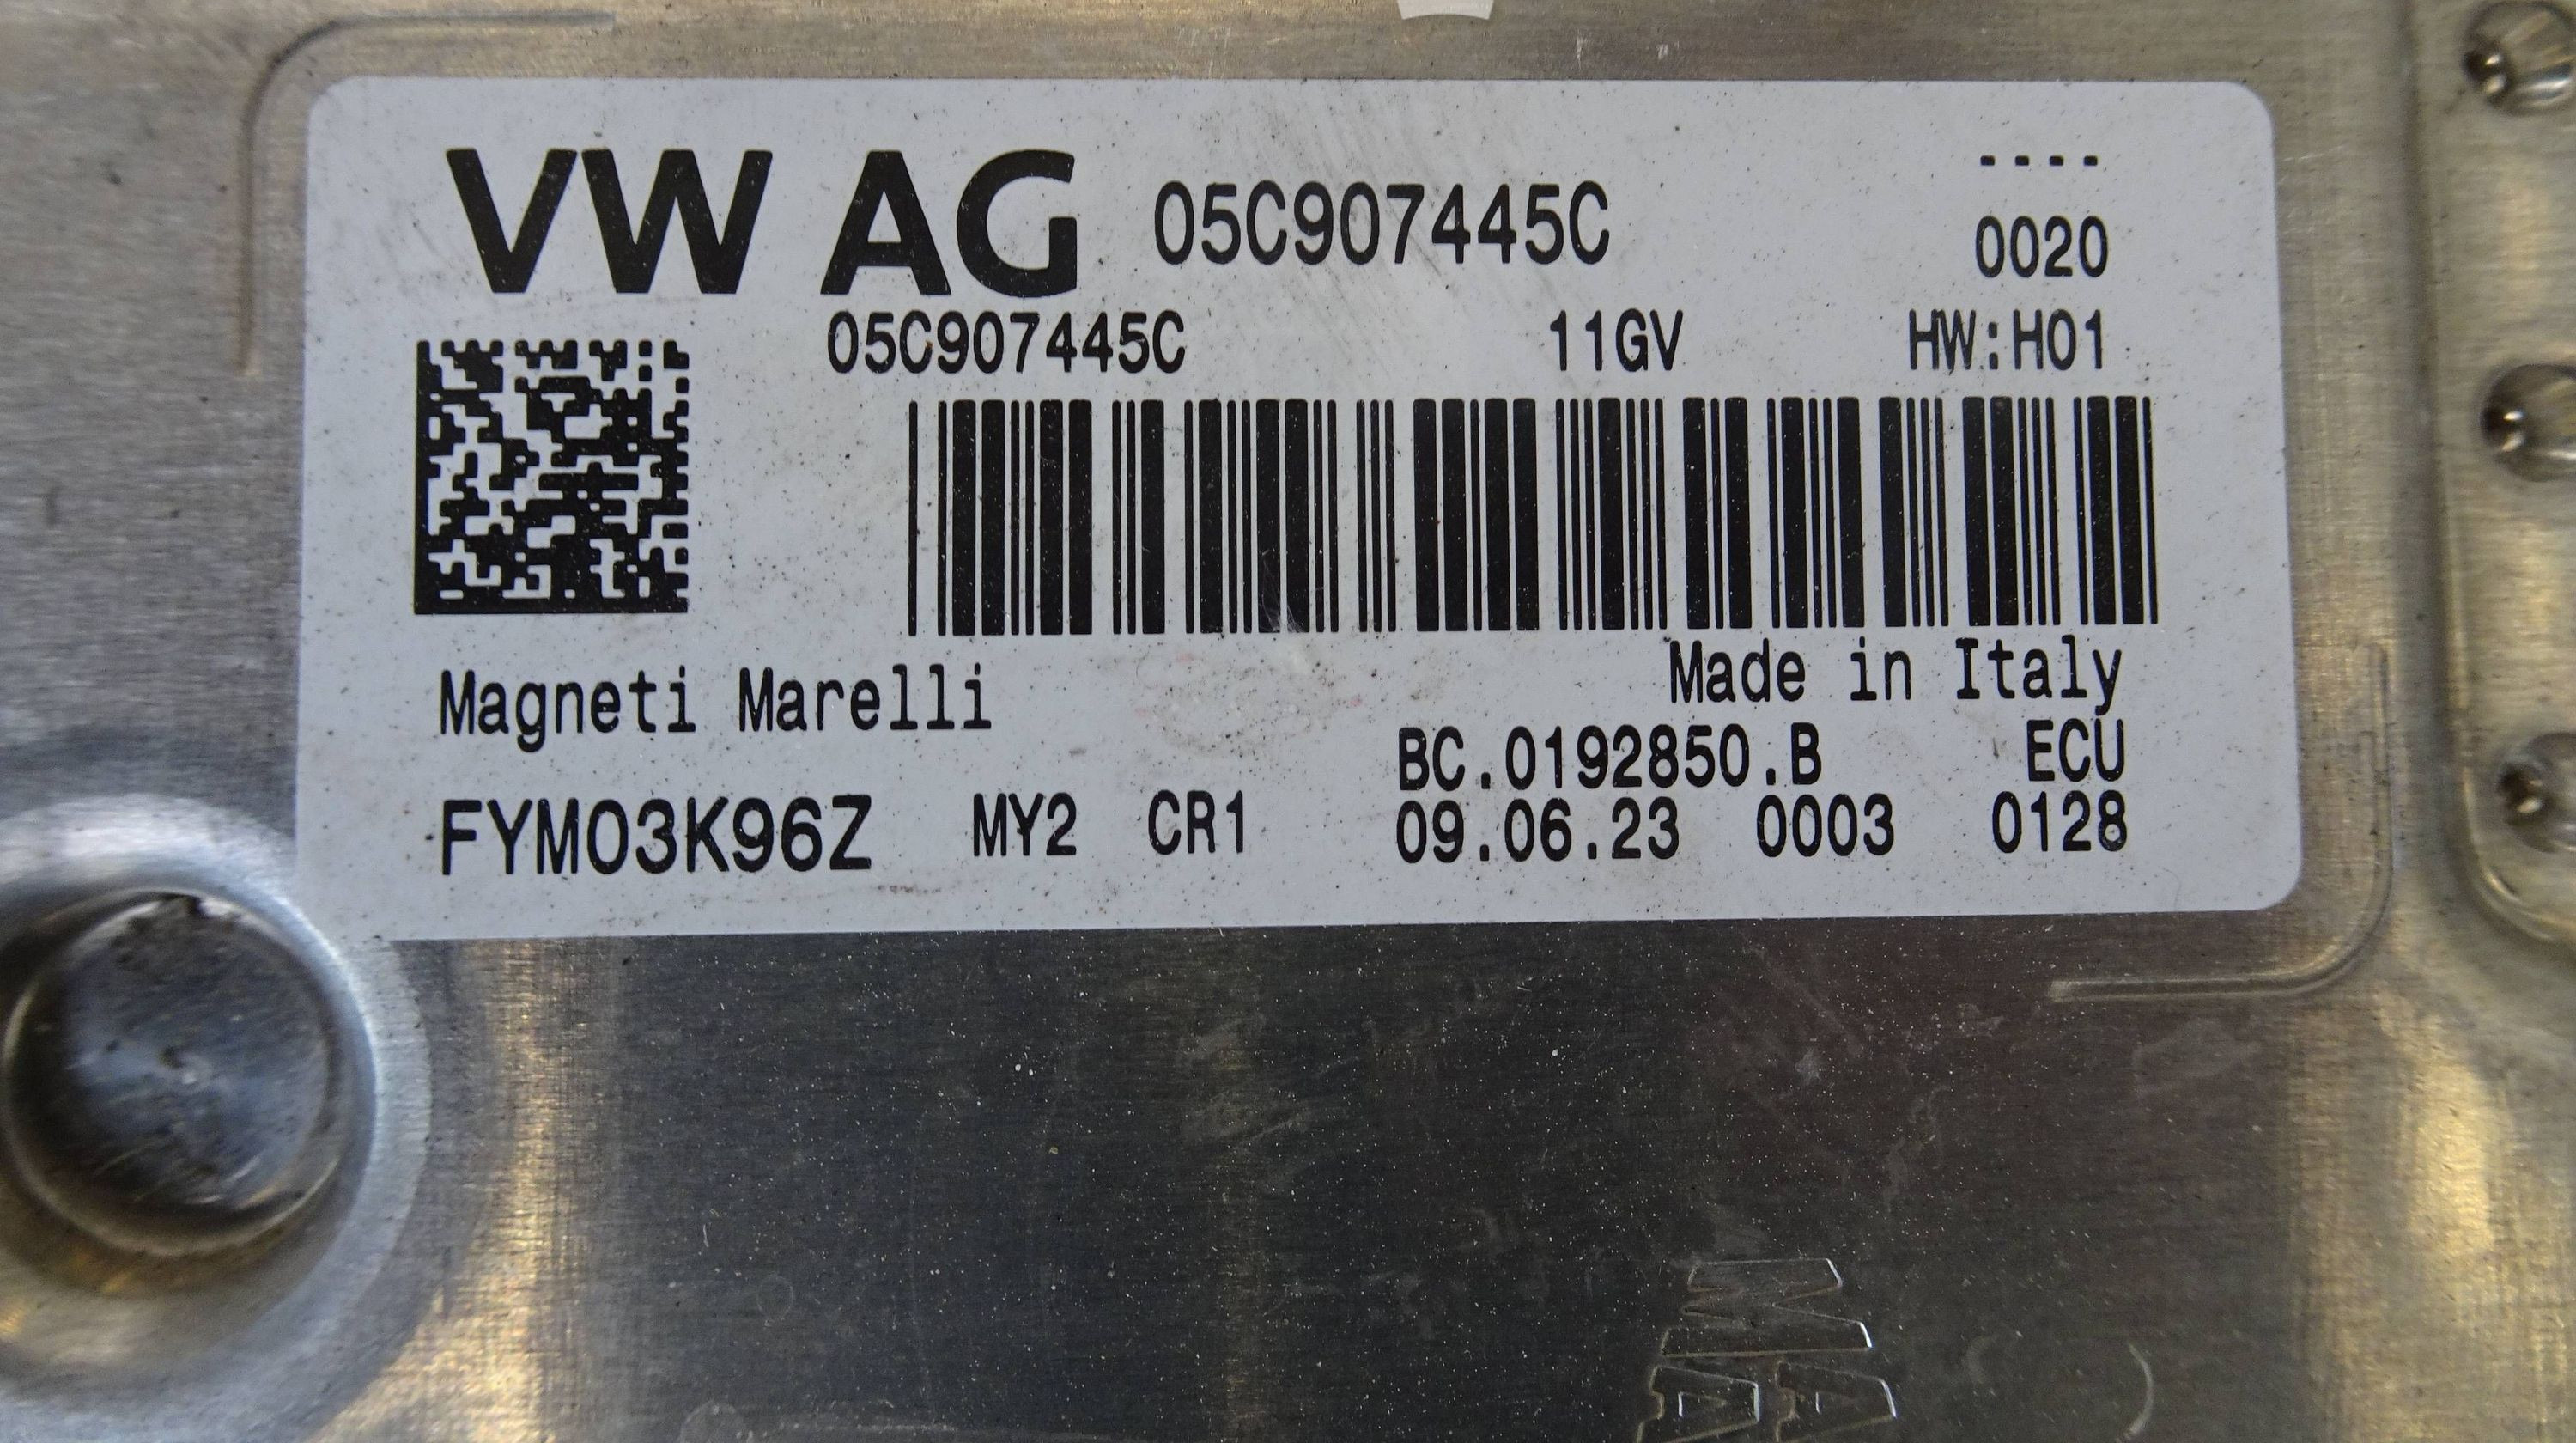 VW AG 05C907445C ----
0020
05C907445C 11GV HW:H01
Made in Italy
Magneti Marelli
BC.0192850.B ECU
FYM03K96Z MY2 CR1 09.06.23 0003 0128